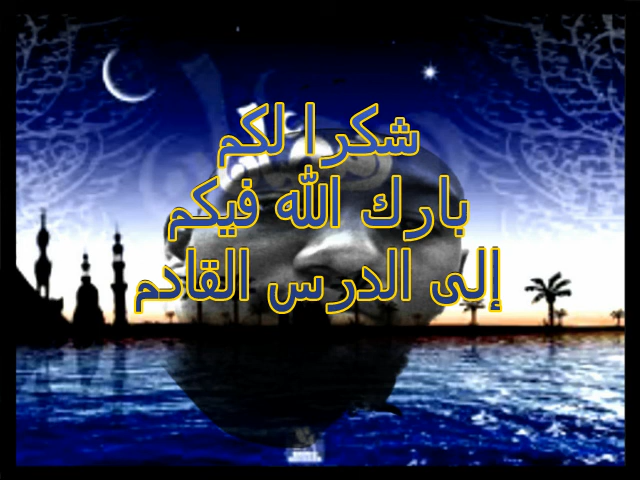 شكرا لكم
بارك الله فيكم
إلى الدرس القادم